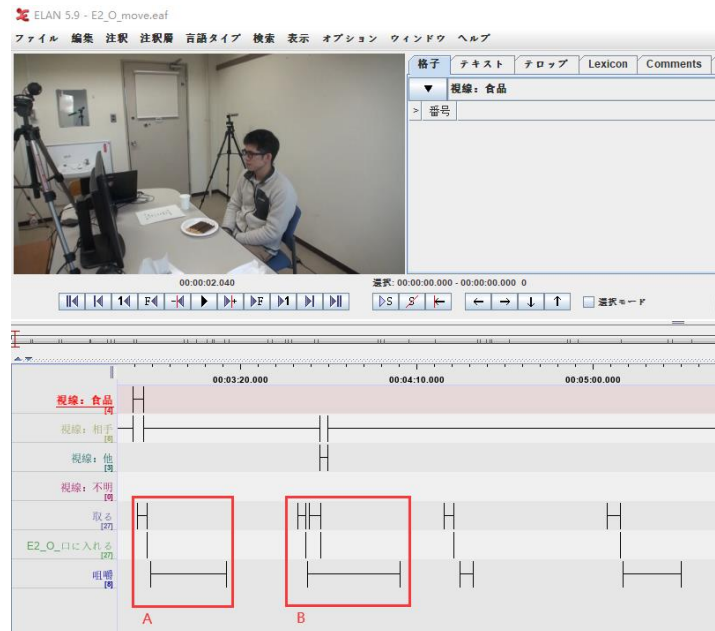 ELAN 5.9 - E2_O_move.eaf
ファイル 編集 注釈 注釈層 言語タイプ 検索 表示 オプション ウィンドウ ヘルプ
格子 テキスト テロップ Lexicon Comments
▼ 視線：食品
> 番号
00:00:02.040
選択: 00:00:00.000 - 00:00:00.000 0
1 F + F 1 S S ← → ↓ ↑ 選択モード
00:03:20.000 00:04:10.000 00:05:00.000
視線：食品
[4]
視線：相手
視線：他
[3]
視線：不明
[0]
取る
[27]
E2_O_口に入れる
[27]
咀嚼
A B